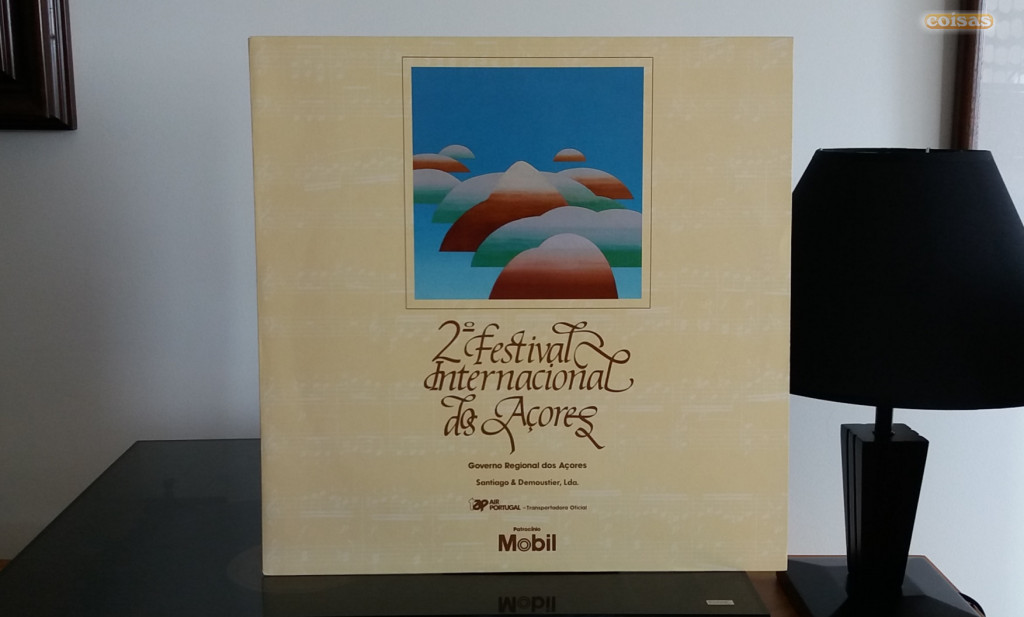 coisas
2º Festival
Internacional
dos Açores
Governo Regional dos Açores
Santiago & Demoustier, Lda.
tap AIR PORTUGAL - Transportadora Oficial
Patrocínio
Mobil